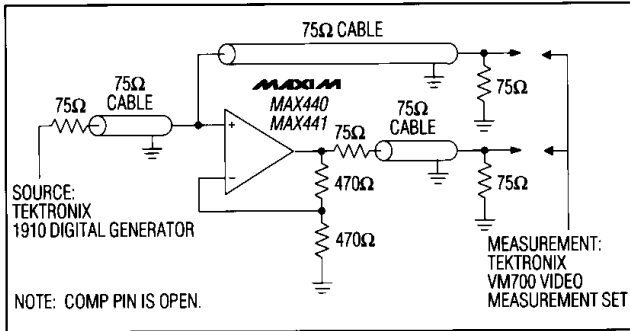 75Ω CABLE
75Ω
CABLE
75Ω
MAXIM
MAX440
MAX441
75Ω
75Ω
CABLE
75Ω
+
−
470Ω
75Ω
470Ω
SOURCE:
TEKTRONIX
1910 DIGITAL GENERATOR
MEASUREMENT:
TEKTRONIX
VM700 VIDEO
MEASUREMENT SET
NOTE: COMP PIN IS OPEN.